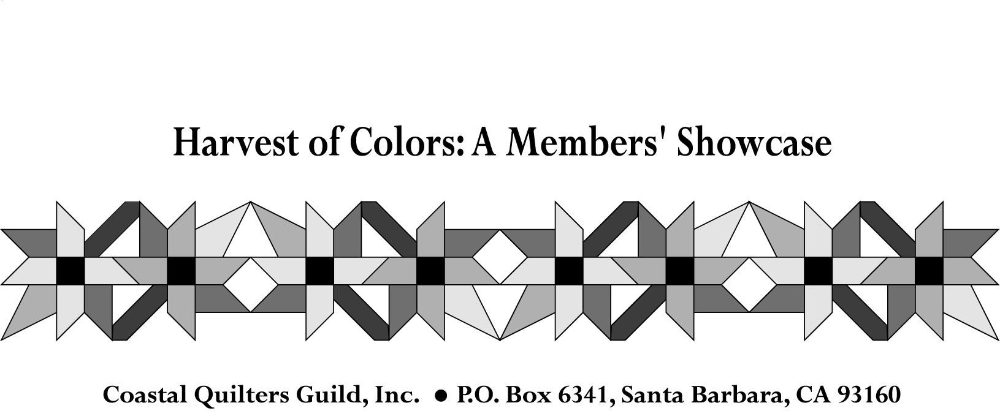 Harvest of Colors: A Members' Showcase
Coastal Quilters Guild, Inc. ● P.O. Box 6341, Santa Barbara, CA 93160